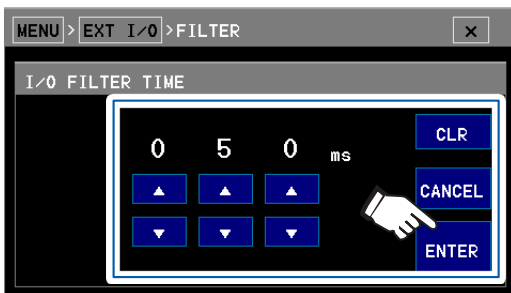 MENU > EXT I/O > FILTER ×
I/O FILTER TIME
0 5 0 ms
CLR
CANCEL
ENTER